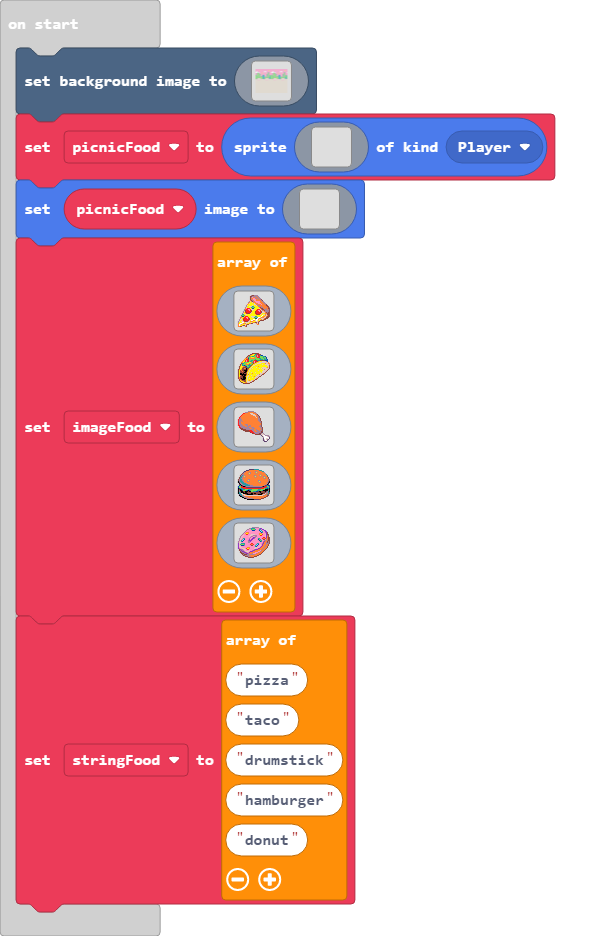 on start
set background image to
set picnicFood to sprite of kind Player
set picnicFood image to
array of
set imageFood to
array of
"pizza"
"taco"
set stringFood to "drumstick"
"hamburger"
"donut"